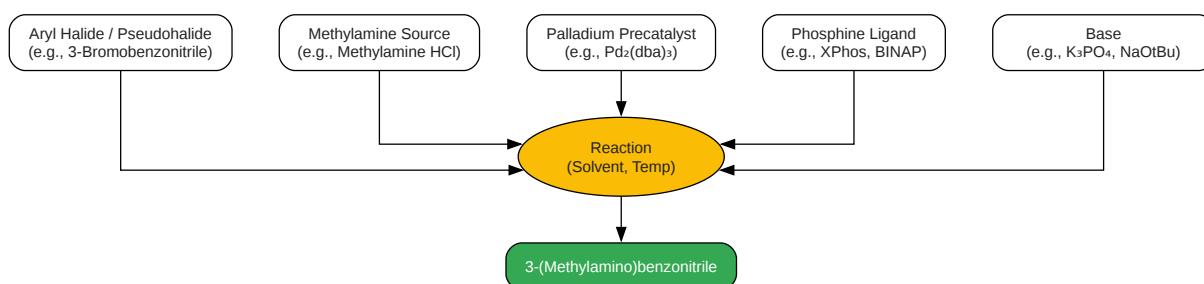 Aryl Halide / Pseudohalide
(e.g., 3-Bromobenzonitrile)
Methylamine Source
(e.g., Methylamine HCl)
Palladium Precatalyst
(e.g., Pd₂(dba)₃)
Phosphine Ligand
(e.g., XPhos, BINAP)
Base
(e.g., K₃PO₄, NaOtBu)
Reaction
(Solvent, Temp)
3-(Methylamino)benzonitrile